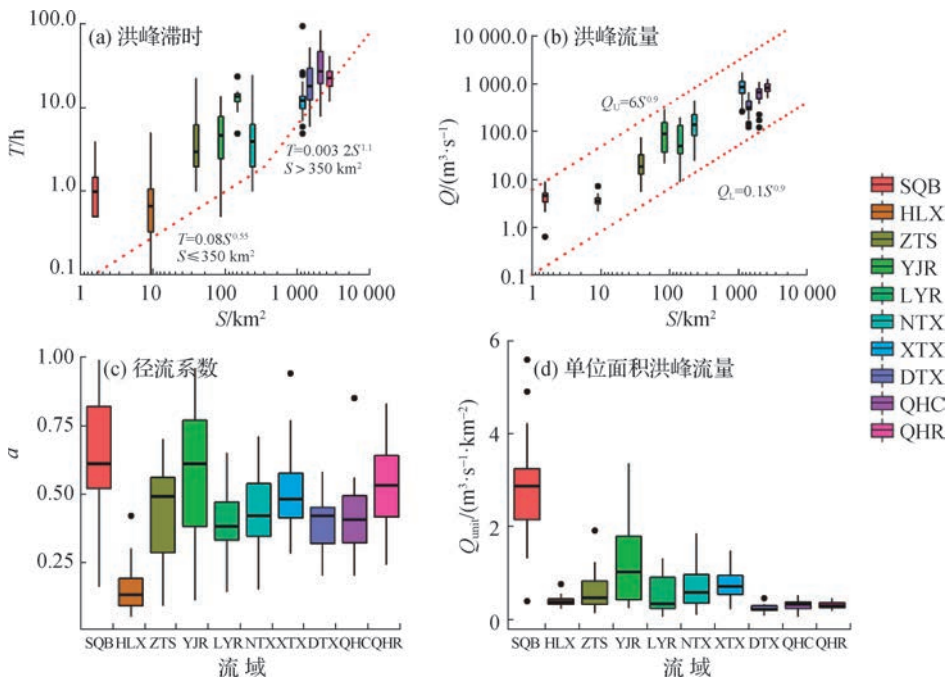 (a) 洪峰滞时
100.0
10.0
1.0
0.1
T/h
T=0.003 2S^1.1
S>350 km²
T=0.08S^0.55
S≤350 km²
1 10 100 1 000 10 000
S/km²
(b) 洪峰流量
10 000.0
1 000.0
100.0
10.0
1.0
0.1
Q/(m³·s⁻¹)
Q_U=6S^0.9
Q_L=0.1S^0.9
1 10 100 1 000 10 000
S/km²
SQB
HLX
ZTS
YJR
LYR
NTX
XTX
DTX
QHC
QHR
(c) 径流系数
1.00
0.75
0.50
0.25
a
SQB HLX ZTS YJR LYR NTX XTX DTX QHC QHR
流 域
(d) 单位面积洪峰流量
6
4
2
0
Q_unit/(m³·s⁻¹·km⁻²)
SQB HLX ZTS YJR LYR NTX XTX DTX QHC QHR
流 域